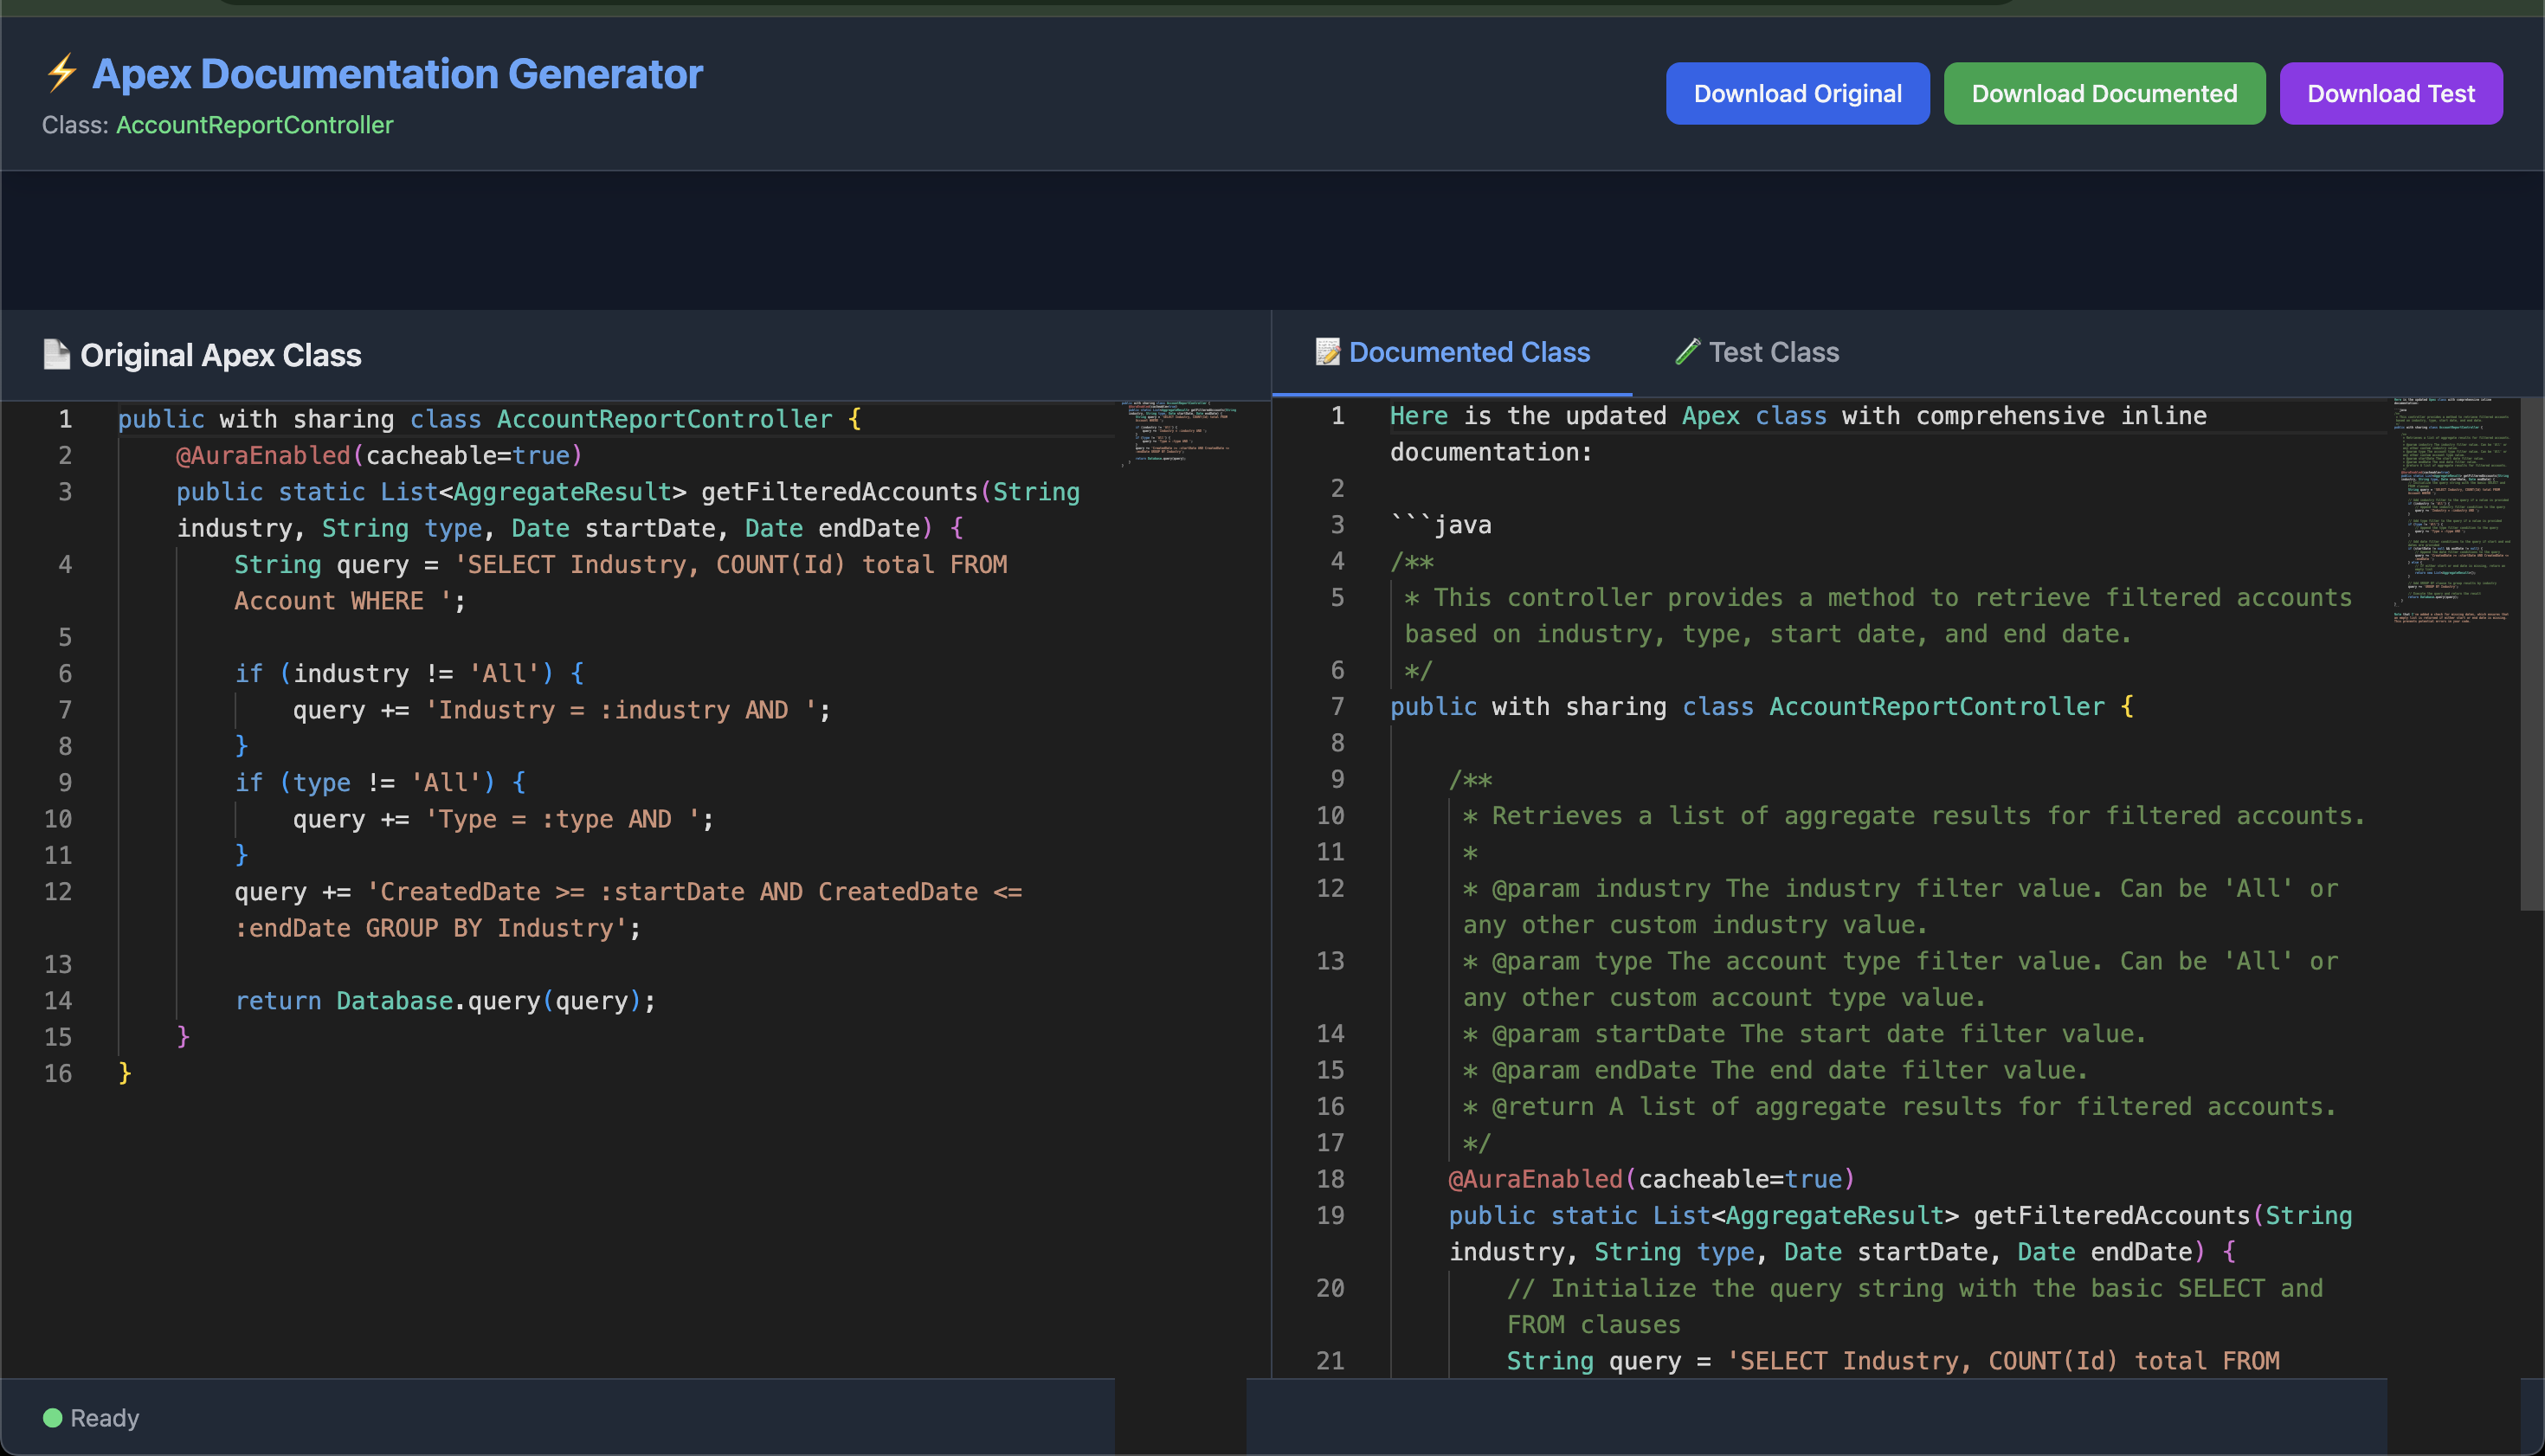 ⚡ Apex Documentation Generator
Class: AccountReportController
Download Original
Download Documented
Download Test
Original Apex Class
1 public with sharing class AccountReportController {
2 @AuraEnabled(cacheable=true)
3 public static List<AggregateResult> getFilteredAccounts(String
industry, String type, Date startDate, Date endDate) {
4 String query = 'SELECT Industry, COUNT(Id) total FROM
Account WHERE ';
5
6 if (industry != 'All') {
7 query += 'Industry = :industry AND ';
8 }
9 if (type != 'All') {
10 query += 'Type = :type AND ';
11 }
12 query += 'CreatedDate >= :startDate AND CreatedDate <=
:endDate GROUP BY Industry';
13
14 return Database.query(query);
15 }
16 }
Documented Class
Test Class
1 Here is the updated Apex class with comprehensive inline
documentation:
2
3 ```java
4 /**
5 * This controller provides a method to retrieve filtered accounts
based on industry, type, start date, and end date.
6 */
7 public with sharing class AccountReportController {
8
9 /**
10 * Retrieves a list of aggregate results for filtered accounts.
11 *
12 * @param industry The industry filter value. Can be 'All' or
any other custom industry value.
13 * @param type The account type filter value. Can be 'All' or
any other custom account type value.
14 * @param startDate The start date filter value.
15 * @param endDate The end date filter value.
16 * @return A list of aggregate results for filtered accounts.
17 */
18 @AuraEnabled(cacheable=true)
19 public static List<AggregateResult> getFilteredAccounts(String
industry, String type, Date startDate, Date endDate) {
20 // Initialize the query string with the basic SELECT and
FROM clauses
21 String query = 'SELECT Industry, COUNT(Id) total FROM
Ready